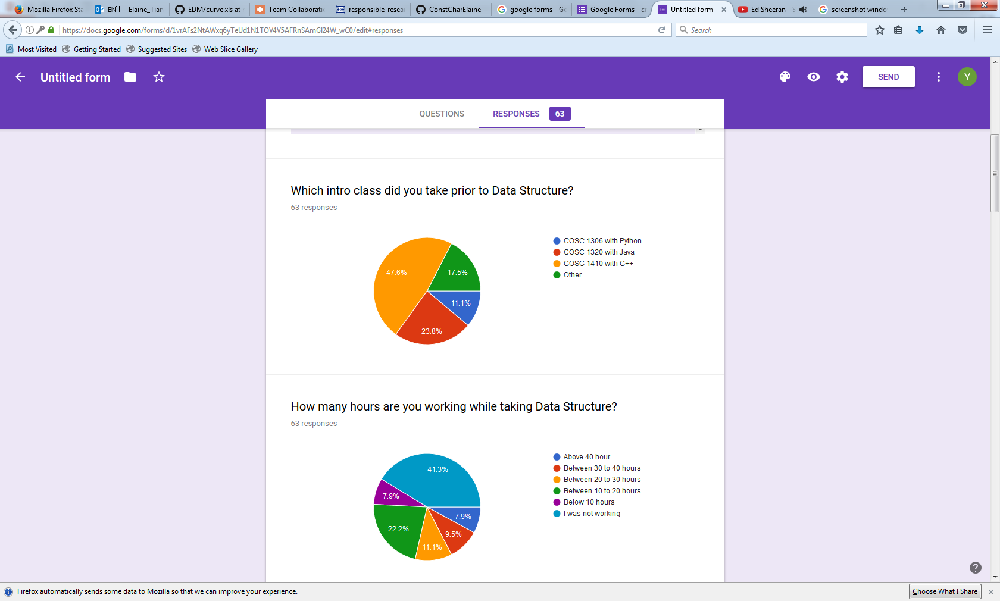 Mozilla Firefox Sta
邮件 - Elaine_Tian
EDM/curve.xls at
Team Collaboratio
responsible-resea
ConstCharElaine
google forms - Go
Google Forms - cr
Untitled form -
Ed Sheeran - S
screenshot windo
https://docs.google.com/forms/d/1vrAFs2NtAWxq6yTeUd1N1TOV4V5AFRnSAmGl24W_wC0/edit#responses
Search
Most Visited
Getting Started
Suggested Sites
Web Slice Gallery
Untitled form
SEND
Y
QUESTIONS
RESPONSES
63
Which intro class did you take prior to Data Structure?
63 responses
47.6%
17.5%
11.1%
23.8%
COSC 1306 with Python
COSC 1320 with Java
COSC 1410 with C++
Other
How many hours are you working while taking Data Structure?
63 responses
41.3%
7.9%
7.9%
22.2%
9.5%
11.1%
Above 40 hour
Between 30 to 40 hours
Between 20 to 30 hours
Between 10 to 20 hours
Below 10 hours
I was not working
Firefox automatically sends some data to Mozilla so that we can improve your experience.
Choose What I Share